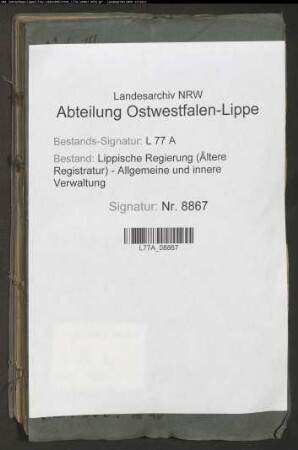 Landesarchiv NRW
Abteilung Ostwestfalen-Lippe
Bestands-Signatur: L 77 A
Bestand: Lippische Regierung (Ältere
Registratur) - Allgemeine und innere
Verwaltung
Signatur: Nr. 8867
L77A_08867